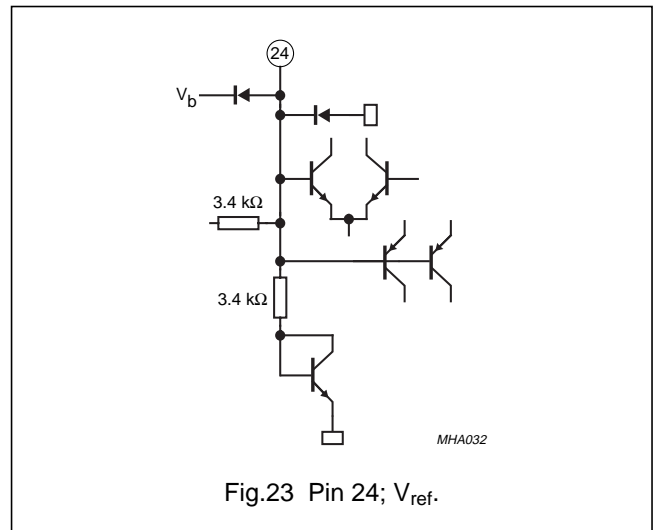 24
V_b
3.4 kΩ
3.4 kΩ
MHA032
Fig.23 Pin 24; V_ref.